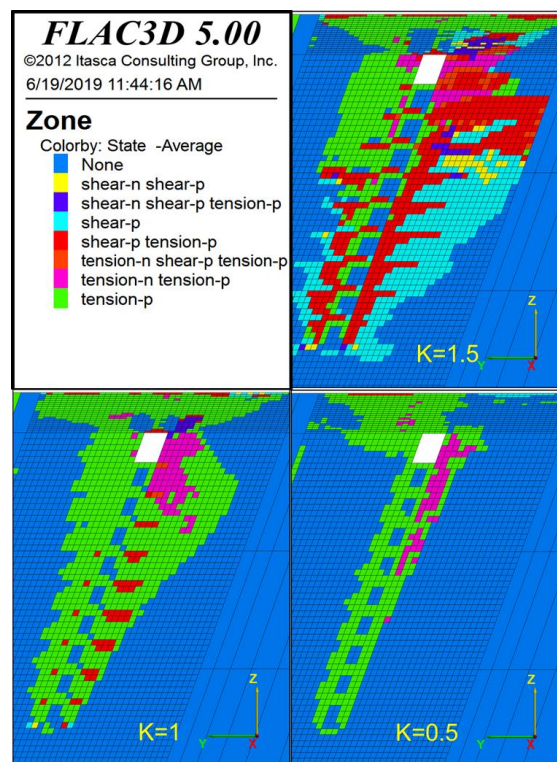 FLAC3D 5.00
©2012 Itasca Consulting Group, Inc.
6/19/2019 11:44:16 AM
Zone
Colorby: State -Average
None
shear-n shear-p
shear-n shear-p tension-p
shear-p
shear-p tension-p
tension-n shear-p tension-p
tension-n tension-p
tension-p
Z
Y
X
K=1.5
Z
Y
X
K=1
Z
Y
X
K=0.5